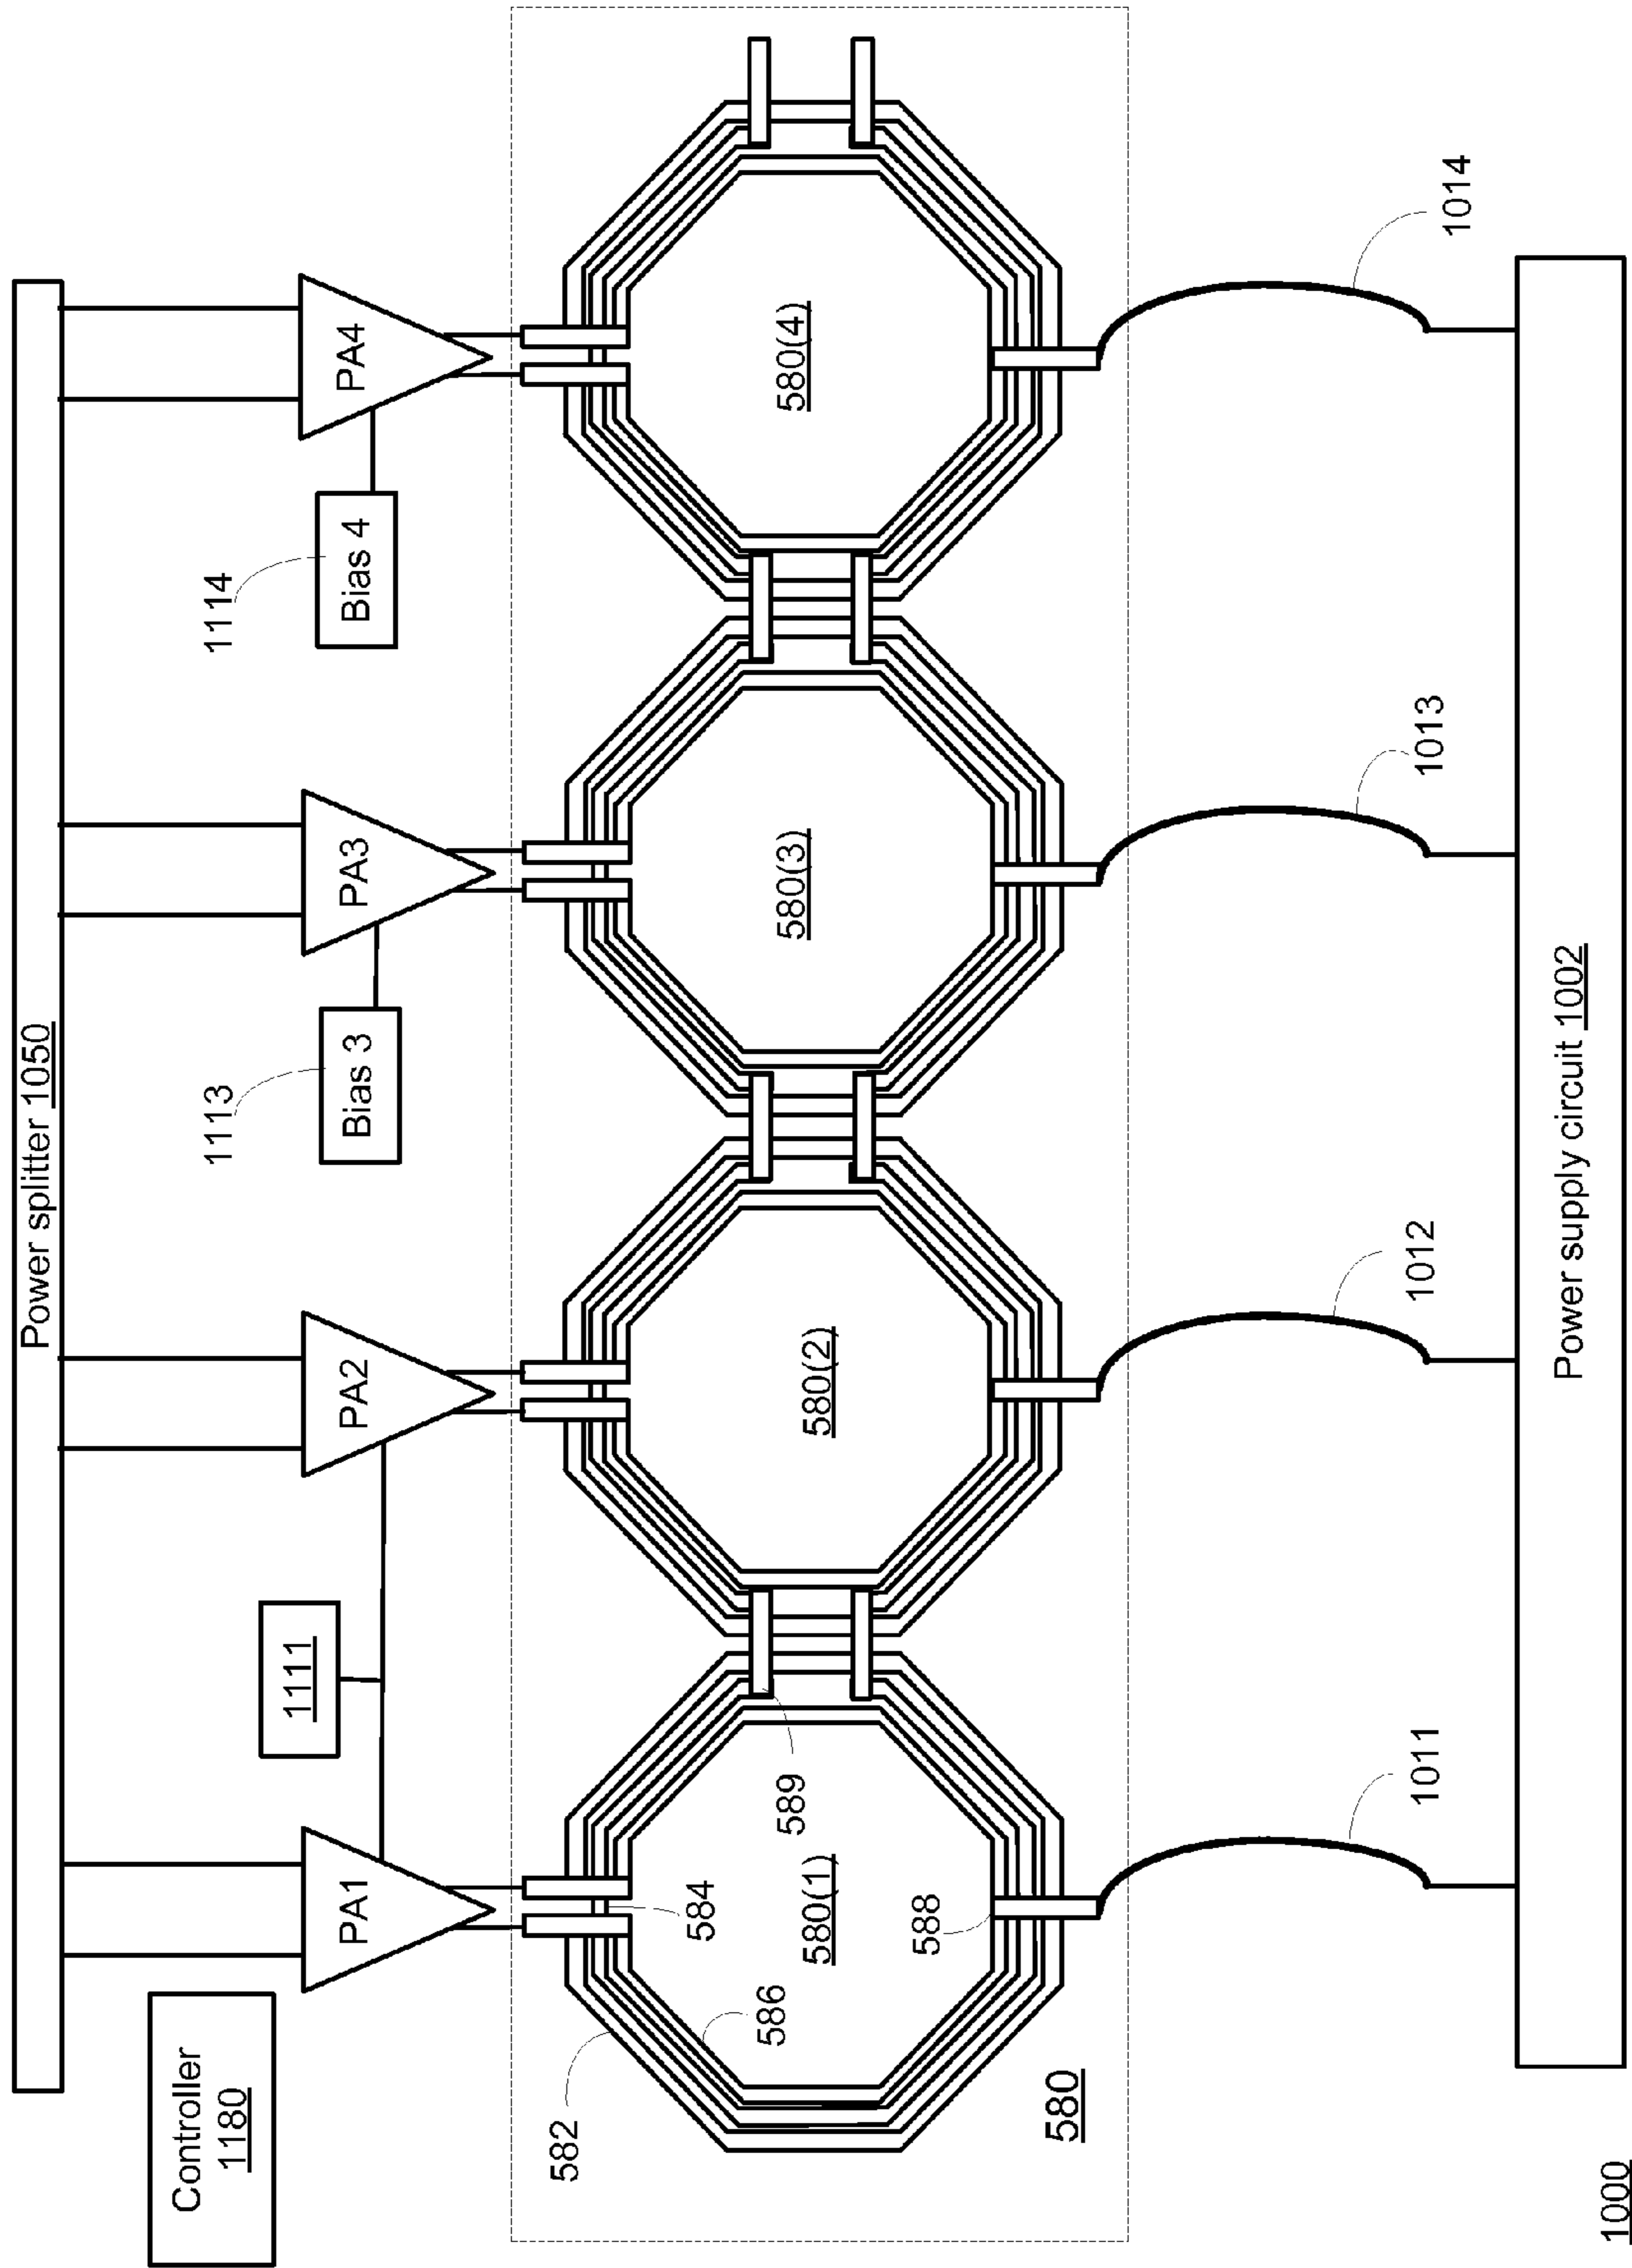 Power splitter 1050
Controller
1180
PA1
PA2
PA3
PA4
1111
1113
Bias 3
1114
Bias 4
582
586
584
588
589
580(1)
580(2)
580(3)
580(4)
580
1011
1012
1013
1014
Power supply circuit 1002
1000